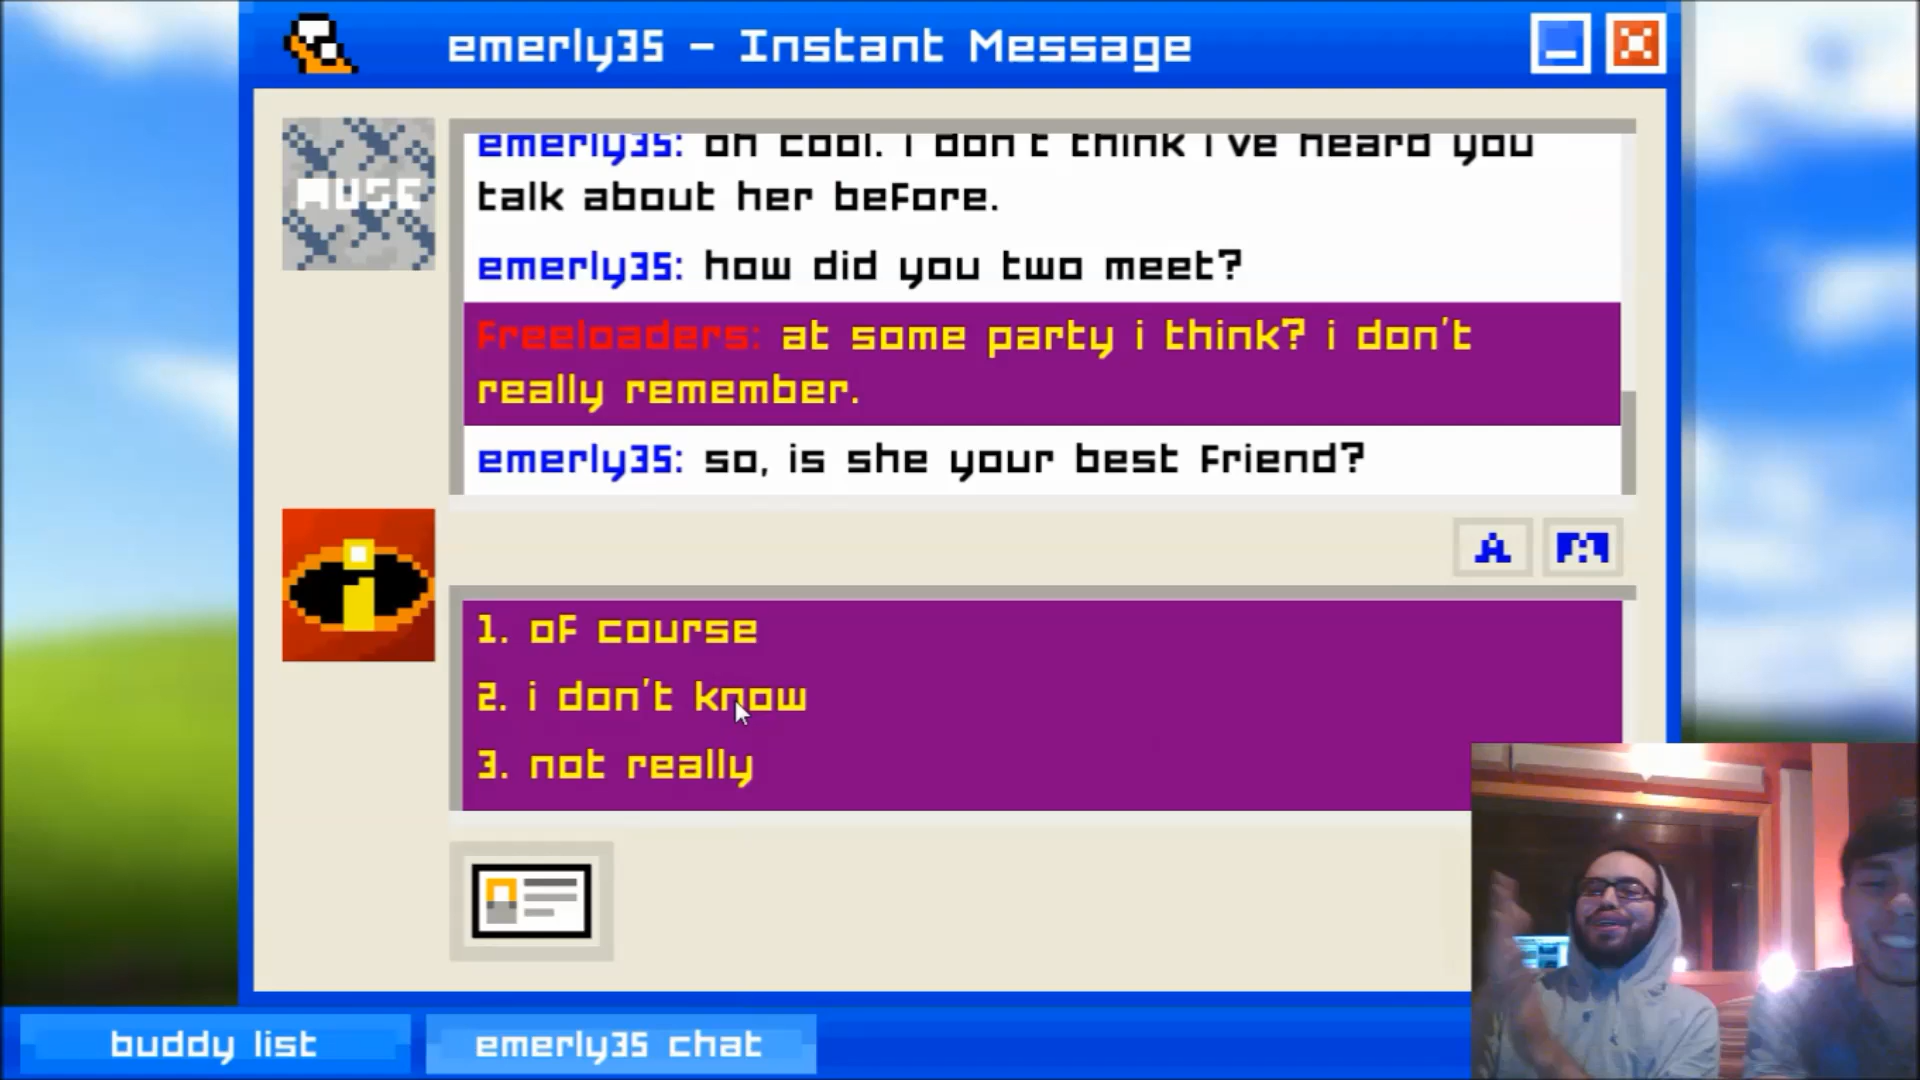 emerly35 - Instant Message
MUSE
emerly35: oh cool. i don't think i've heard you
talk about her before.
emerly35: how did you two meet?
Freeloaders: at some party i think? i don't
really remember.
emerly35: so, is she your best friend?
i
A
1. of course
2. i don't know
3. not really
buddy list
emerly35 chat